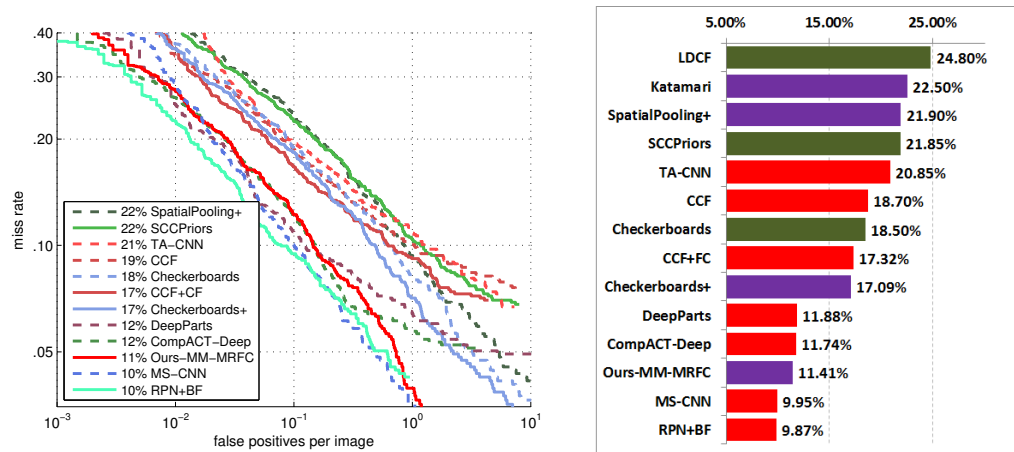 .40
.30
.20
.10
.05
miss rate
22% SpatialPooling+
22% SCCPriors
21% TA−CNN
19% CCF
18% Checkerboards
17% CCF+CF
17% Checkerboards+
12% DeepParts
12% CompACT−Deep
11% Ours−MM−MRFC
10% MS−CNN
10% RPN+BF
10−3 10−2 10−1 100 101
false positives per image
5.00% 15.00% 25.00%
LDCF 24.80%
Katamari 22.50%
SpatialPooling+ 21.90%
SCCPriors 21.85%
TA-CNN 20.85%
CCF 18.70%
Checkerboards 18.50%
CCF+FC 17.32%
Checkerboards+ 17.09%
DeepParts 11.88%
CompACT-Deep 11.74%
Ours-MM-MRFC 11.41%
MS-CNN 9.95%
RPN+BF 9.87%